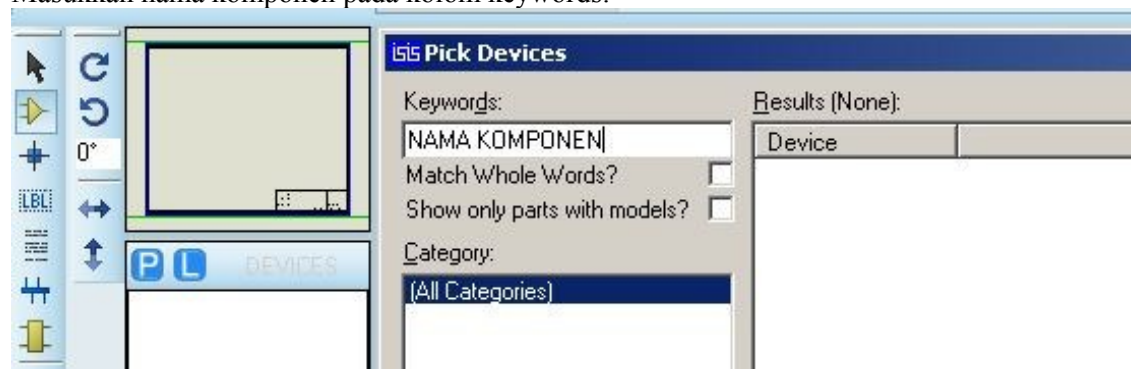 Masukkan nama komponen pada kolom keywords.
isis Pick Devices
Keywords:
NAMA KOMPONEN
Match Whole Words?
Show only parts with models?
Category:
(All Categories)
Results (None):
Device
0°
LBL
P L DEVICES